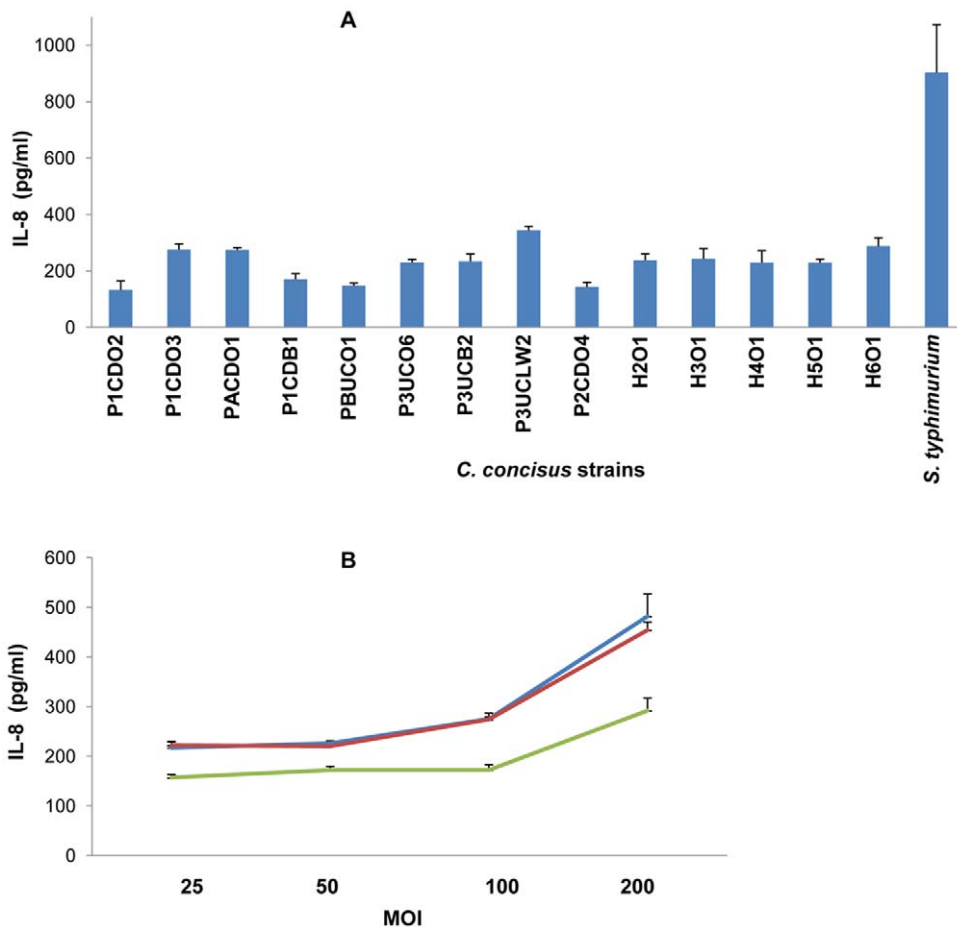 A
1000
800
600
400
200
0
IL-8 (pg/ml)
P1CDO2
P1CDO3
PACDO1
P1CDB1
PBUCO1
P3UCO6
P3UCB2
P3UCLW2
P2CDO4
H2O1
H3O1
H4O1
H5O1
H6O1
S. typhimurium
C. concisus strains
B
600
500
400
300
200
100
0
IL-8 (pg/ml)
25 50 100 200
MOI